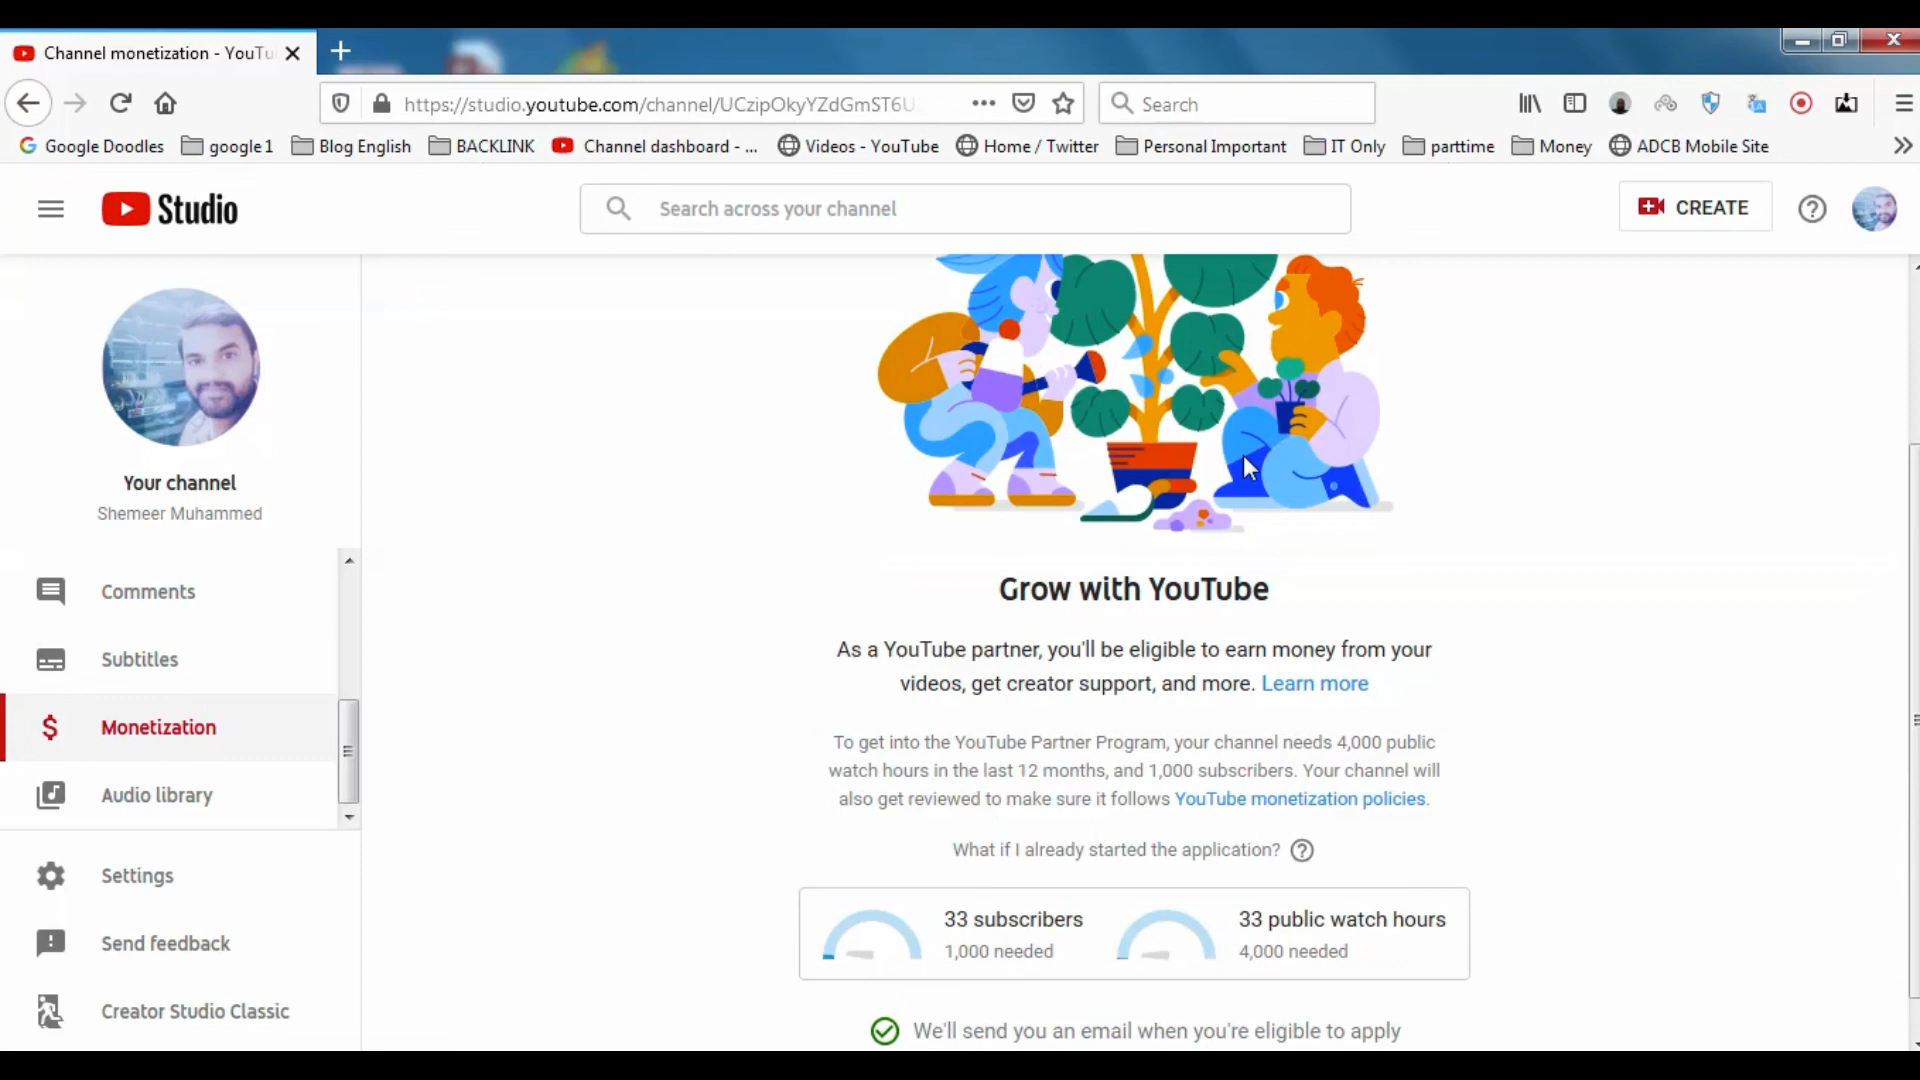 Channel monetization - YouTu
https://studio.youtube.com/channel/UCzipOkyYZdGmST6U
Search
Google Doodles
google1
Blog English
BACKLINK
Channel dashboard - ...
Videos - YouTube
Home / Twitter
Personal Important
IT Only
parttime
Money
ADCB Mobile Site
Studio
Search across your channel
CREATE
Your channel
Shemeer Muhammed
Comments
Subtitles
Monetization
Audio library
Settings
Send feedback
Creator Studio Classic
Grow with YouTube
As a YouTube partner, you'll be eligible to earn money from your
videos, get creator support, and more. Learn more
To get into the YouTube Partner Program, your channel needs 4,000 public
watch hours in the last 12 months, and 1,000 subscribers. Your channel will
also get reviewed to make sure it follows YouTube monetization policies.
What if I already started the application?
33 subscribers
1,000 needed
33 public watch hours
4,000 needed
We'll send you an email when you're eligible to apply